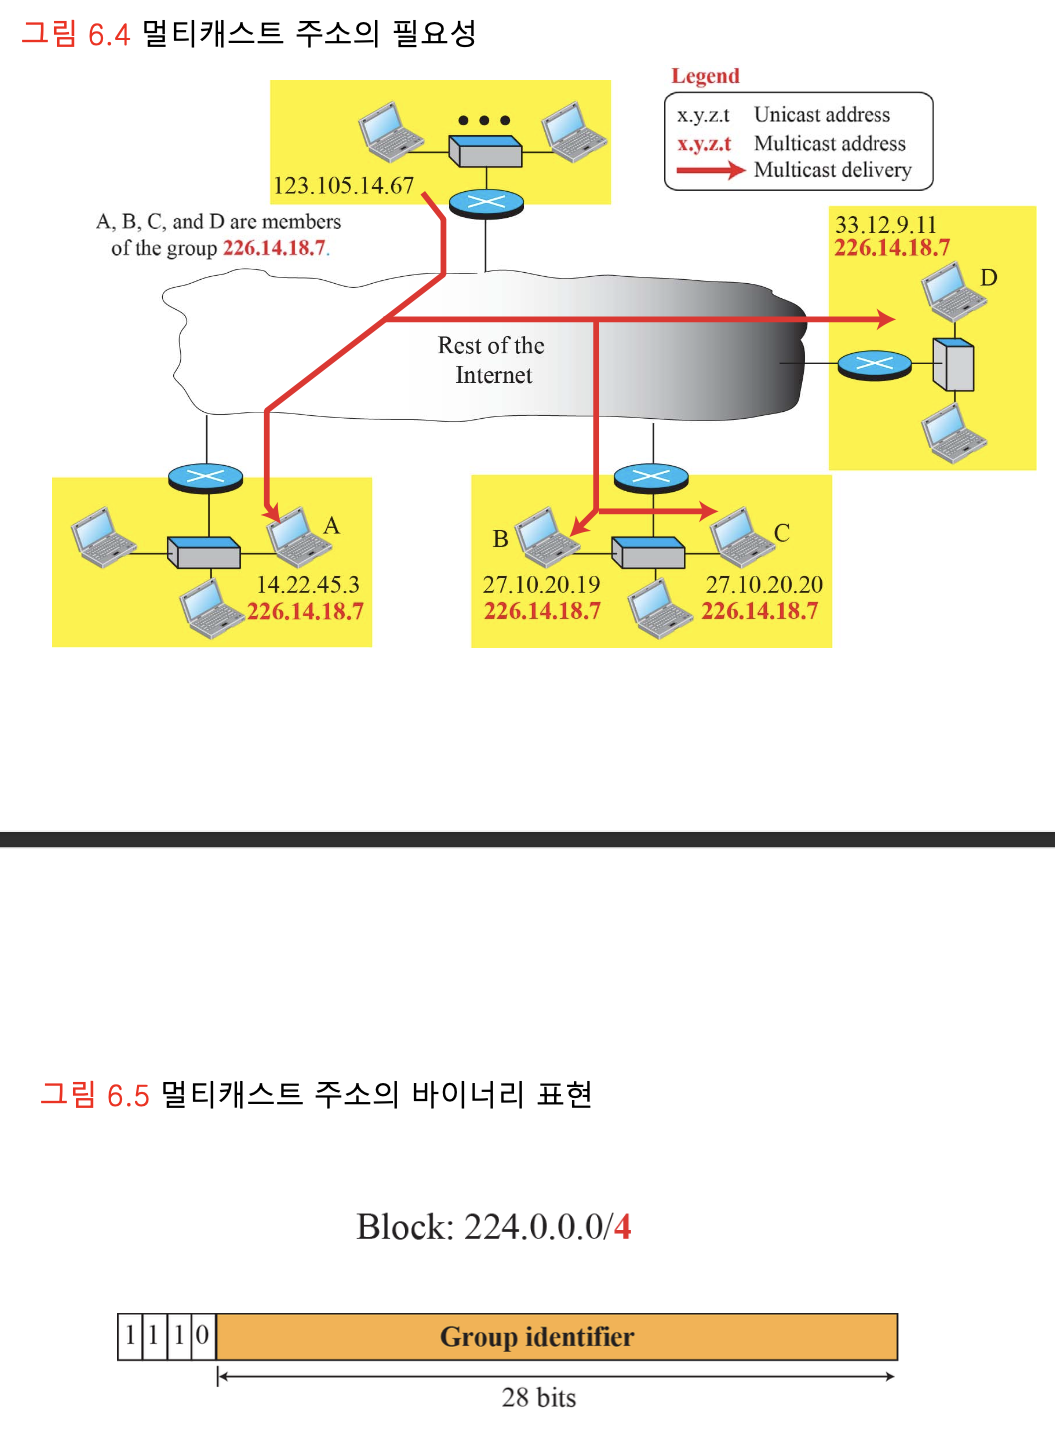 그림 6.4 멀티캐스트 주소의 필요성
Legend
x.y.z.t Unicast address
x.y.z.t Multicast address
Multicast delivery
123.105.14.67
A, B, C, and D are members
of the group 226.14.18.7.
33.12.9.11
226.14.18.7
D
Rest of the
Internet
A
14.22.45.3
226.14.18.7
B
27.10.20.19
226.14.18.7
C
27.10.20.20
226.14.18.7
그림 6.5 멀티캐스트 주소의 바이너리 표현
Block: 224.0.0.0/4
1 1 1 0 Group identifier
28 bits